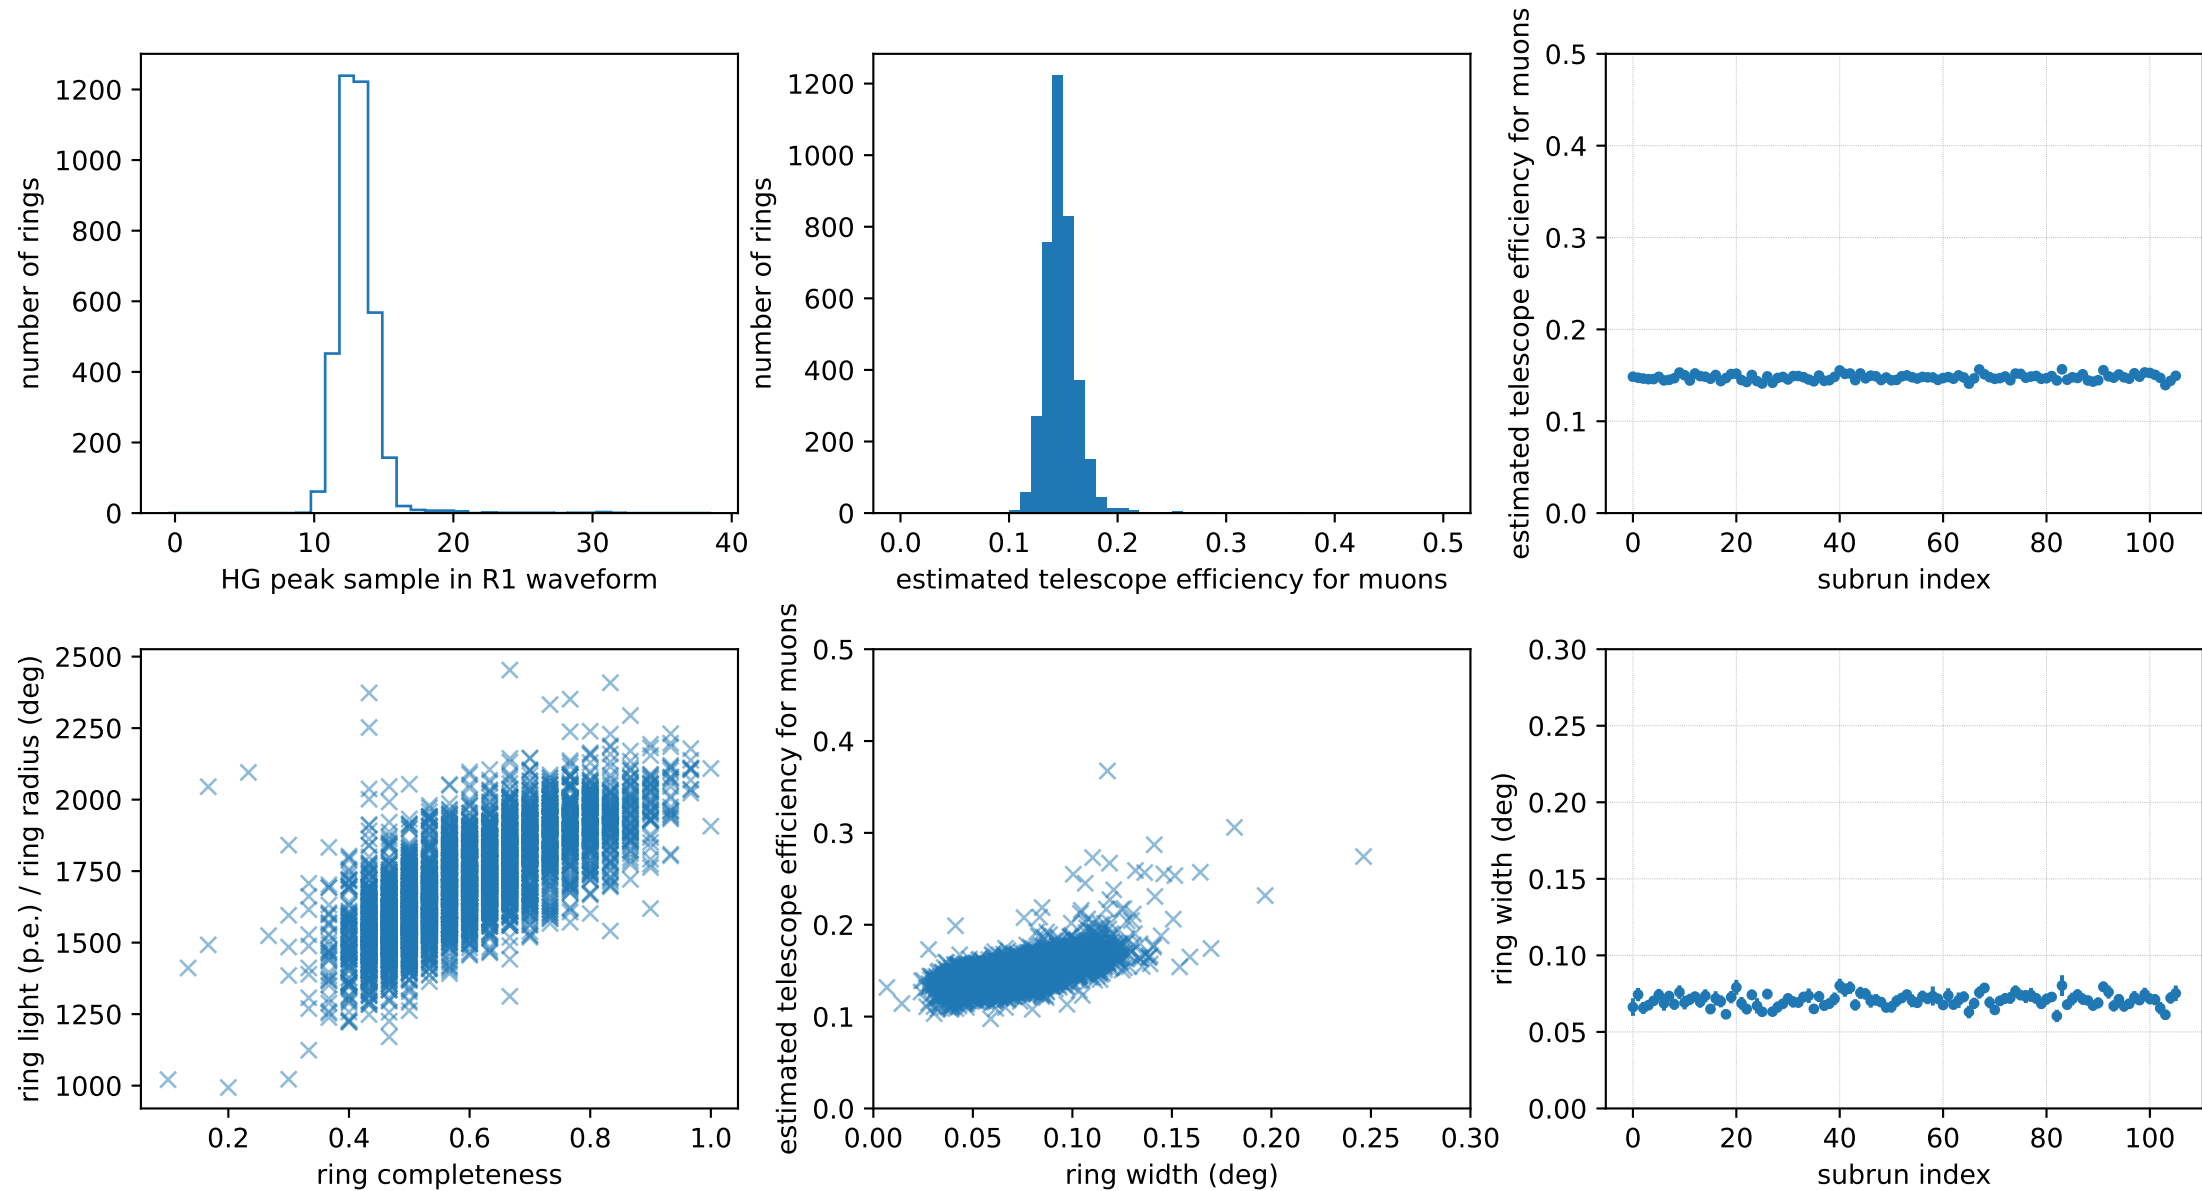 number of rings
1200
1000
800
600
400
200
0
0 10 20 30 40
HG peak sample in R1 waveform
number of rings
1200
1000
800
600
400
200
0
0.0 0.1 0.2 0.3 0.4 0.5
estimated telescope efficiency for muons
estimated telescope efficiency for muons
0.5
0.4
0.3
0.2
0.1
0.0
0 20 40 60 80 100
subrun index
ring light (p.e.) / ring radius (deg)
2500
2250
2000
1750
1500
1250
1000
0.2 0.4 0.6 0.8 1.0
ring completeness
estimated telescope efficiency for muons
0.5
0.4
0.3
0.2
0.1
0.0
0.00 0.05 0.10 0.15 0.20 0.25 0.30
ring width (deg)
ring width (deg)
0.30
0.25
0.20
0.15
0.10
0.05
0.00
0 20 40 60 80 100
subrun index